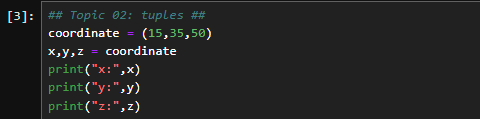 [3]: ## Topic 02: tuples ##
coordinate = (15,35,50)
x,y,z = coordinate
print("x:",x)
print("y:",y)
print("z:",z)